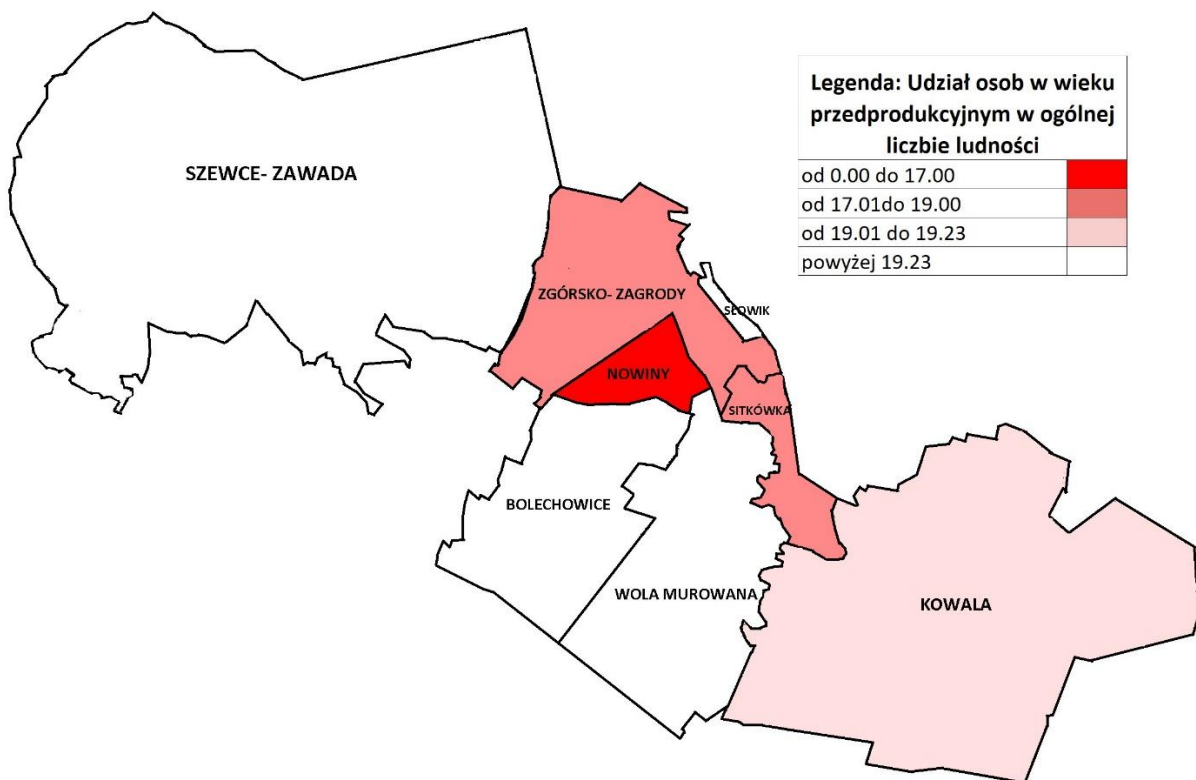 Legenda: Udział osob w wieku
przedprodukcyjnym w ogólnej
liczbie ludności
od 0.00 do 17.00
od 17.01do 19.00
od 19.01 do 19.23
powyżej 19.23
SZEWCE- ZAWADA
ZGÓRSKO- ZAGRODY
SŁOWIK
NOWINY
SITKÓWKA
BOLECHOWICE
WOLA MUROWANA
KOWALA